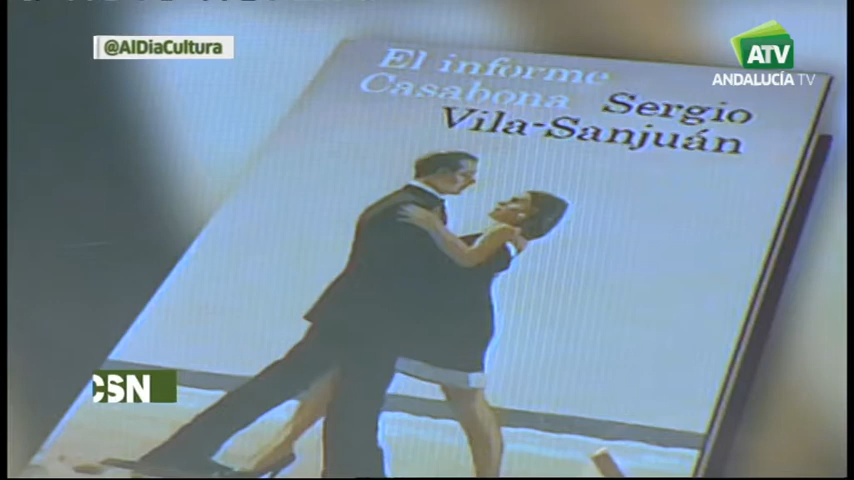 @AlDiaCultura
ATV
ANDALUCÍA TV
El informe
Casabona Sergio
Vila-Sanjuán
CSN